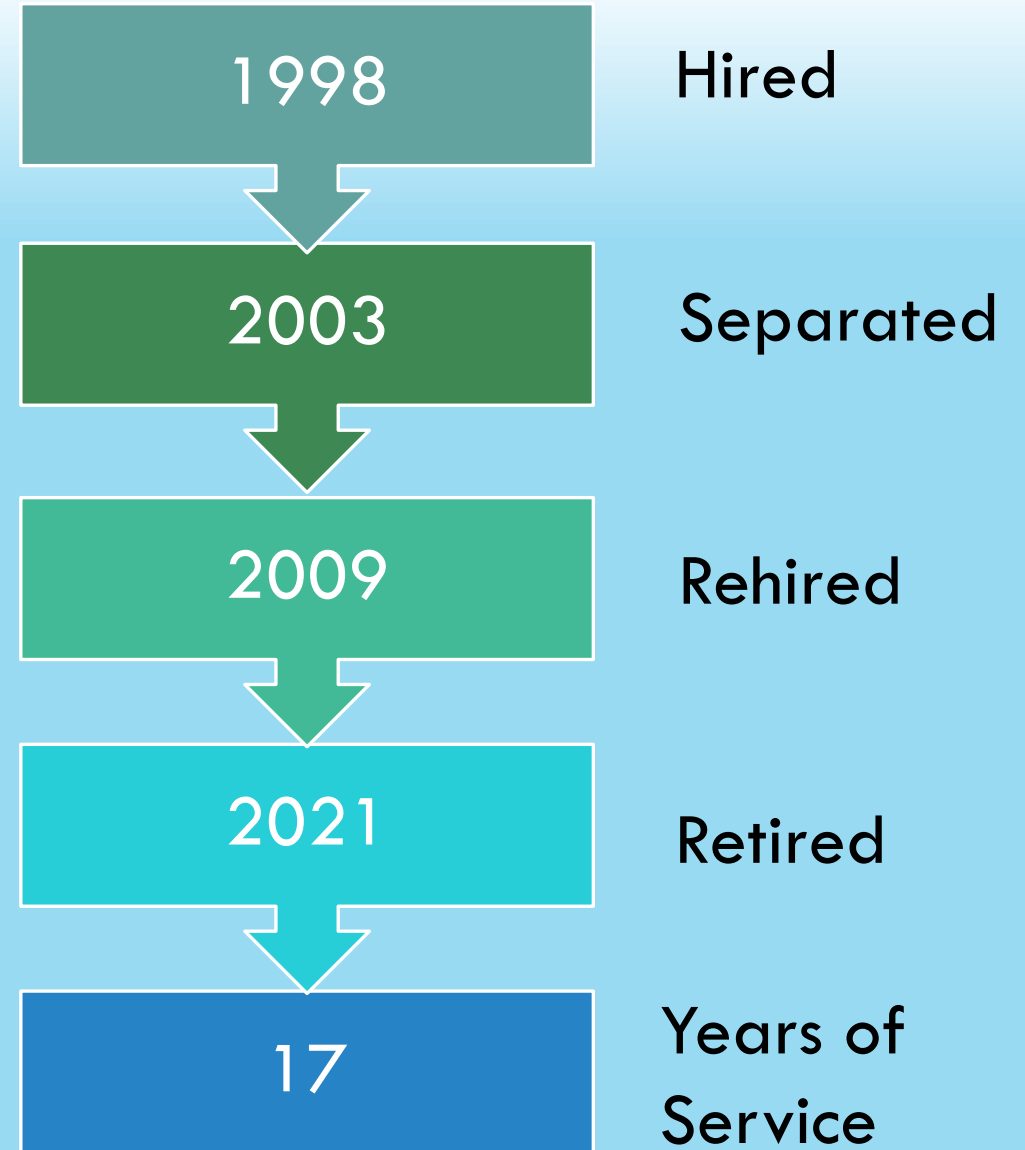 1998
Hired
2003
Separated
2009
Rehired
2021
Retired
17
Years of
Service